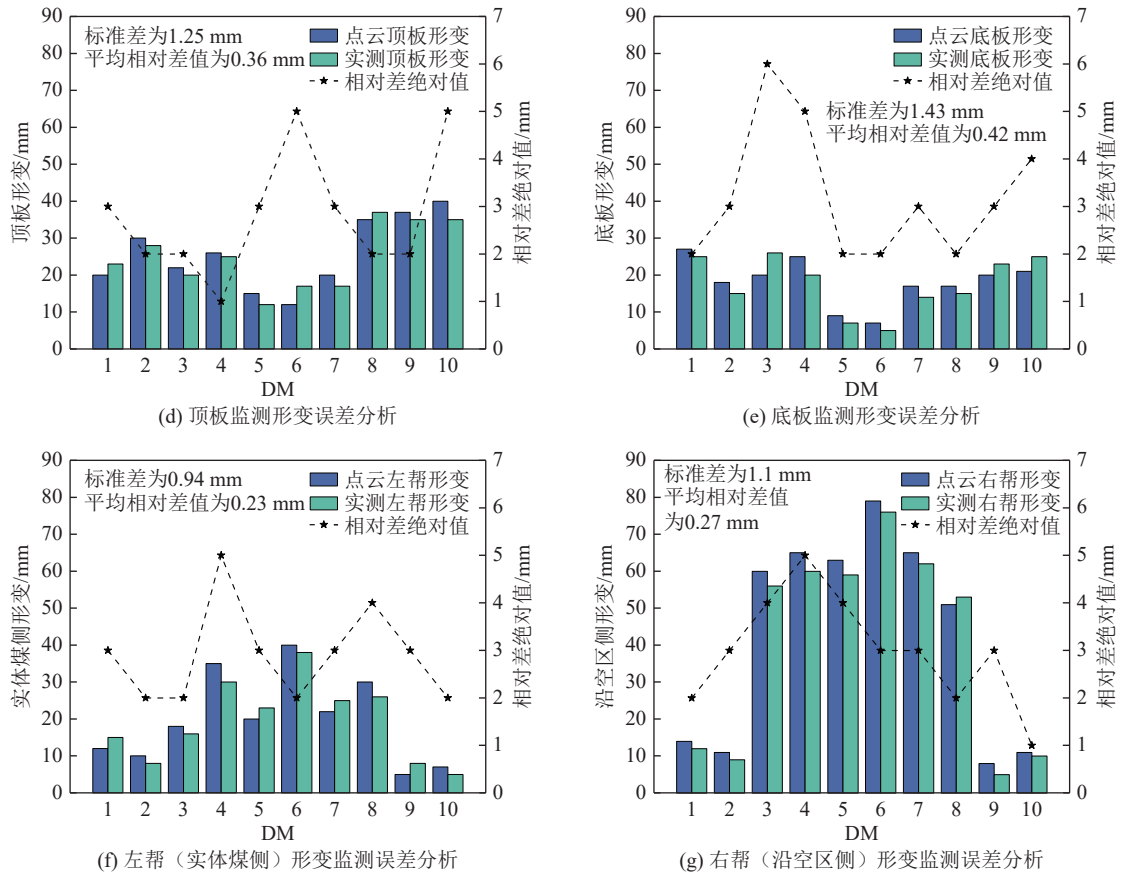 标准差为1.25 mm
平均相对差值为0.36 mm
点云顶板形变
实测顶板形变
相对差绝对值
顶板形变/mm
90
80
70
60
50
40
30
20
10
0
相对差绝对值/mm
7
6
5
4
3
2
1
0
1 2 3 4 5 6 7 8 9 10
DM
(d) 顶板监测形变误差分析
点云底板形变
实测底板形变
相对差绝对值
标准差为1.43 mm
平均相对差值为0.42 mm
底板形变/mm
90
80
70
60
50
40
30
20
10
0
相对差绝对值/mm
7
6
5
4
3
2
1
0
1 2 3 4 5 6 7 8 9 10
DM
(e) 底板监测形变误差分析
标准差为0.94 mm
平均相对差值为0.23 mm
点云左帮形变
实测左帮形变
相对差绝对值
实体煤侧形变/mm
90
80
70
60
50
40
30
20
10
0
相对差绝对值/mm
7
6
5
4
3
2
1
0
1 2 3 4 5 6 7 8 9 10
DM
(f) 左帮（实体煤侧）形变监测误差分析
标准差为1.1 mm
平均相对差值
为0.27 mm
点云右帮形变
实测右帮形变
相对差绝对值
沿空区侧形变/mm
90
80
70
60
50
40
30
20
10
0
相对差绝对值/mm
7
6
5
4
3
2
1
0
1 2 3 4 5 6 7 8 9 10
DM
(g) 右帮（沿空区侧）形变监测误差分析